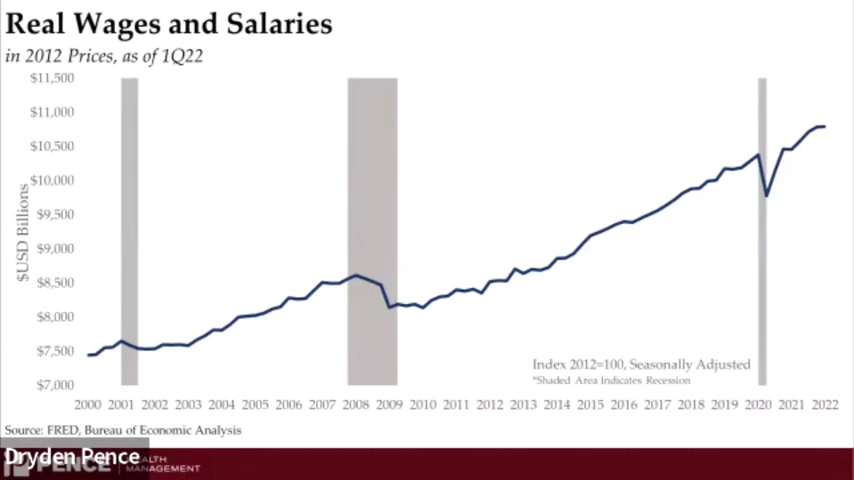 Real Wages and Salaries
in 2012 Prices, as of 1Q22
$11,500
$11,000
$10,500
$10,000
$9,500
$9,000
$8,500
$8,000
$7,500
$7,000
$USD Billions
Index 2012=100, Seasonally Adjusted
*Shaded Area Indicates Recession
2000 2001 2002 2003 2004 2005 2006 2007 2008 2009 2010 2011 2012 2013 2014 2015 2016 2017 2018 2019 2020 2021 2022
Source: FRED, Bureau of Economic Analysis
Dryden Pence
PENCE
MANAGEMENT